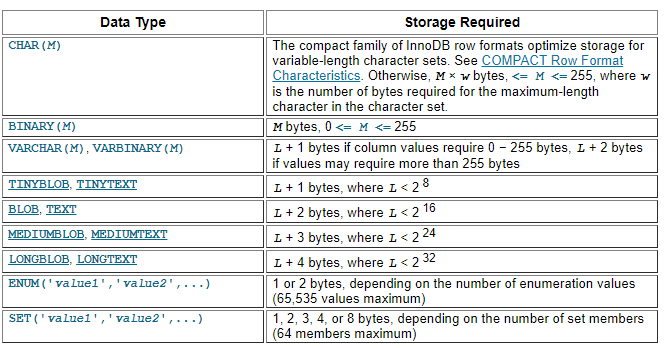 Data Type Storage Required
CHAR(M) The compact family of InnoDB row formats optimize storage for
variable-length character sets. See COMPACT Row Format
Characteristics. Otherwise, M × w bytes, <= M <= 255, where w
is the number of bytes required for the maximum-length
character in the character set.
BINARY(M) M bytes, 0 <= M <= 255
VARCHAR(M), VARBINARY(M) L + 1 bytes if column values require 0 − 255 bytes, L + 2 bytes
if values may require more than 255 bytes
TINYBLOB, TINYTEXT L + 1 bytes, where L < 2 8
BLOB, TEXT L + 2 bytes, where L < 2 16
MEDIUMBLOB, MEDIUMTEXT L + 3 bytes, where L < 2 24
LONGBLOB, LONGTEXT L + 4 bytes, where L < 2 32
ENUM('value1','value2',...) 1 or 2 bytes, depending on the number of enumeration values
(65,535 values maximum)
SET('value1','value2',...) 1, 2, 3, 4, or 8 bytes, depending on the number of set members
(64 members maximum)